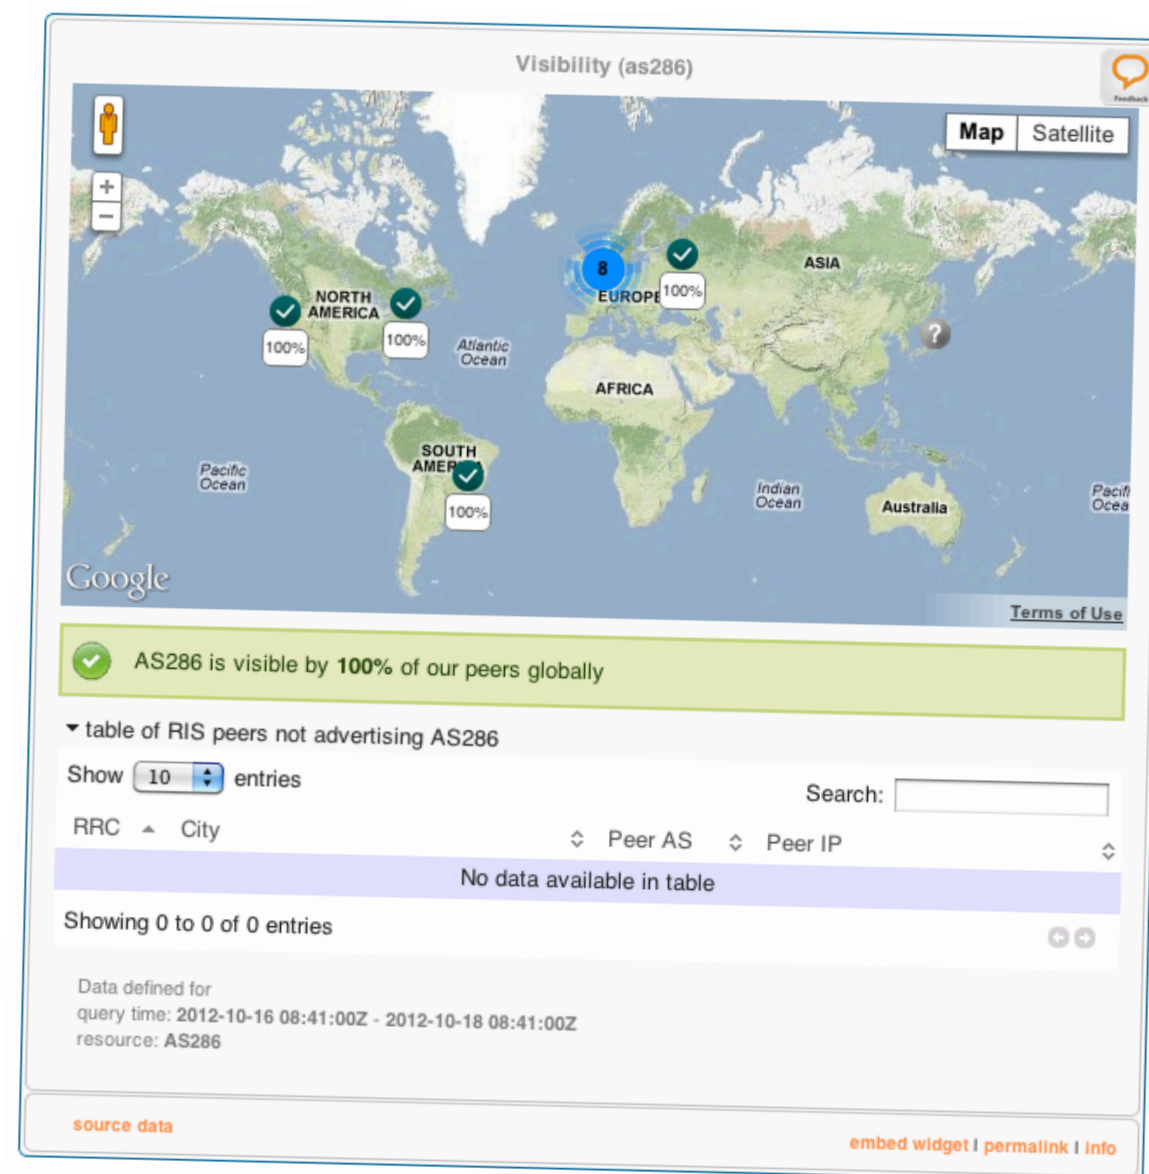 Visibility (as286)
Feedback
Map
Satellite
+
−
8
ASIA
100%
EUROPE
NORTH
AMERICA
100%
100%
?
Atlantic
Ocean
AFRICA
SOUTH
AMER
100%
Pacific
Ocean
Indian
Ocean
Australia
Pacifi
Ocea
Google
Terms of Use
AS286 is visible by 100% of our peers globally
table of RIS peers not advertising AS286
Show 10 entries
Search:
RRC City Peer AS Peer IP
No data available in table
Showing 0 to 0 of 0 entries
Data defined for
query time: 2012-10-16 08:41:00Z - 2012-10-18 08:41:00Z
resource: AS286
source data
embed widget | permalink | info